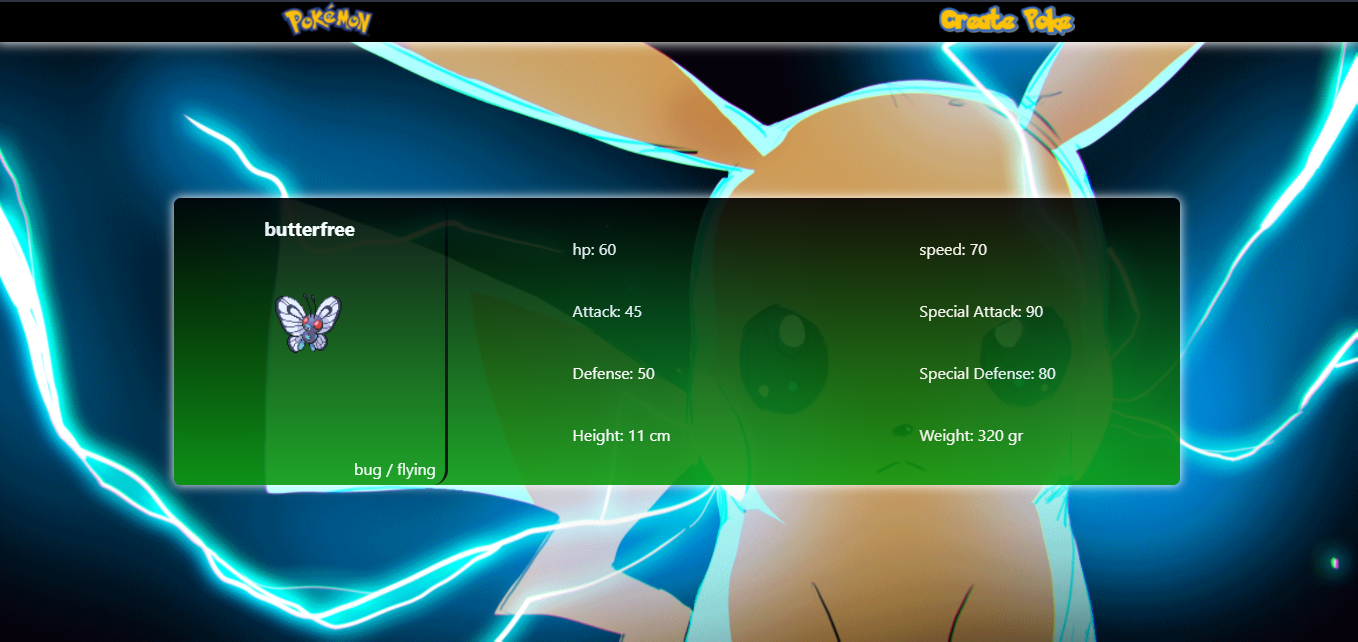 Pokémon
Create Poke
butterfree
bug / flying
hp: 60
Attack: 45
Defense: 50
Height: 11 cm
speed: 70
Special Attack: 90
Special Defense: 80
Weight: 320 gr